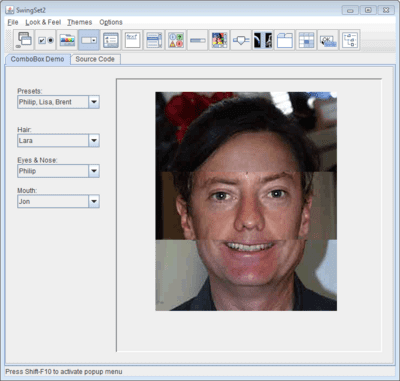 SwingSet2
File Look & Feel Themes Options
ComboBox Demo Source Code
Presets:
Philip, Lisa, Brent
Hair:
Lara
Eyes & Nose:
Philip
Mouth:
Jon
Press Shift-F10 to activate popup menu